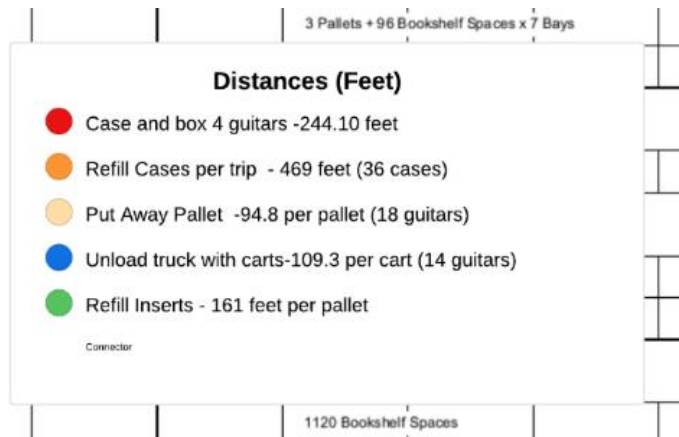 3 Pallets + 96 Bookshelf Spaces x 7 Bays
Distances (Feet)
Case and box 4 guitars -244.10 feet
Refill Cases per trip - 469 feet (36 cases)
Put Away Pallet -94.8 per pallet (18 guitars)
Unload truck with carts-109.3 per cart (14 guitars)
Refill Inserts - 161 feet per pallet
Connector
1120 Bookshelf Spaces